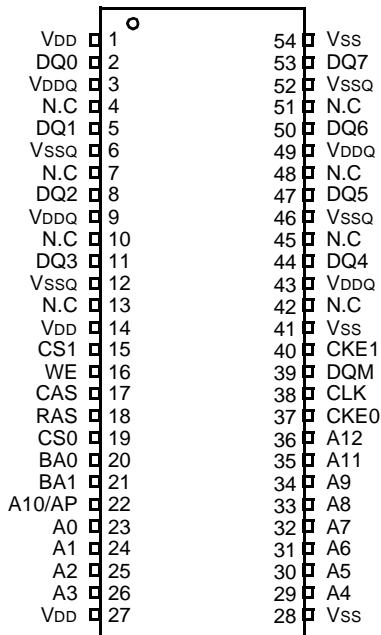 VDD 1 54 VSS
DQ0 2 53 DQ7
VDDQ 3 52 VSSQ
N.C 4 51 N.C
DQ1 5 50 DQ6
VSSQ 6 49 VDDQ
N.C 7 48 N.C
DQ2 8 47 DQ5
VDDQ 9 46 VSSQ
N.C 10 45 N.C
DQ3 11 44 DQ4
VSSQ 12 43 VDDQ
N.C 13 42 N.C
VDD 14 41 VSS
CS1 15 40 CKE1
WE 16 39 DQM
CAS 17 38 CLK
RAS 18 37 CKE0
CS0 19 36 A12
BA0 20 35 A11
BA1 21 34 A9
A10/AP 22 33 A8
A0 23 32 A7
A1 24 31 A6
A2 25 30 A5
A3 26 29 A4
VDD 27 28 VSS